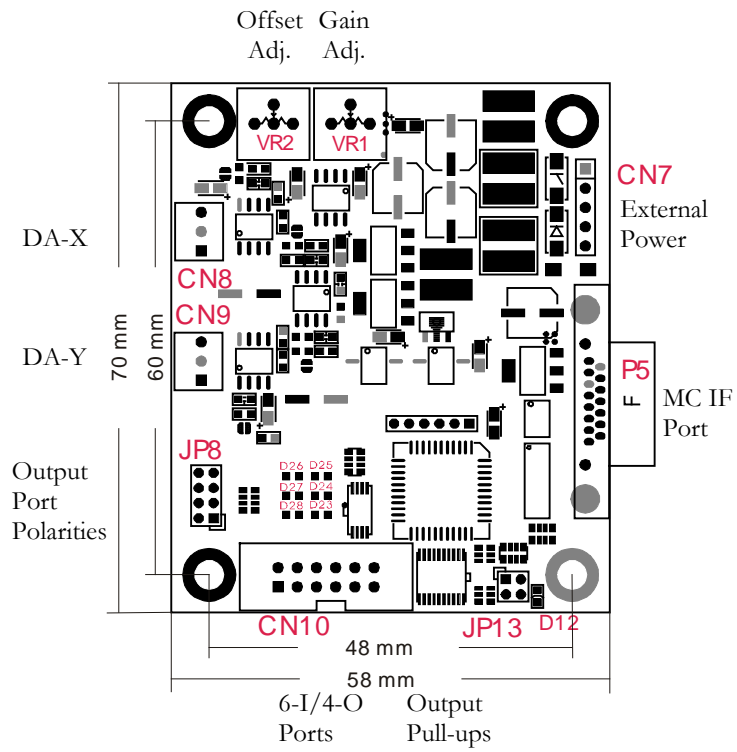 Offset Gain
Adj. Adj.
VR2 VR1
CN7
External
Power
DA-X
CN8
CN9
DA-Y
70 mm
60 mm
P5
F
MC IF
Port
JP8
Output
Port
Polarities
D26 D25
D27 D24
D28 D23
CN10
JP13
D12
48 mm
58 mm
6-I/4-O
Ports
Output
Pull-ups